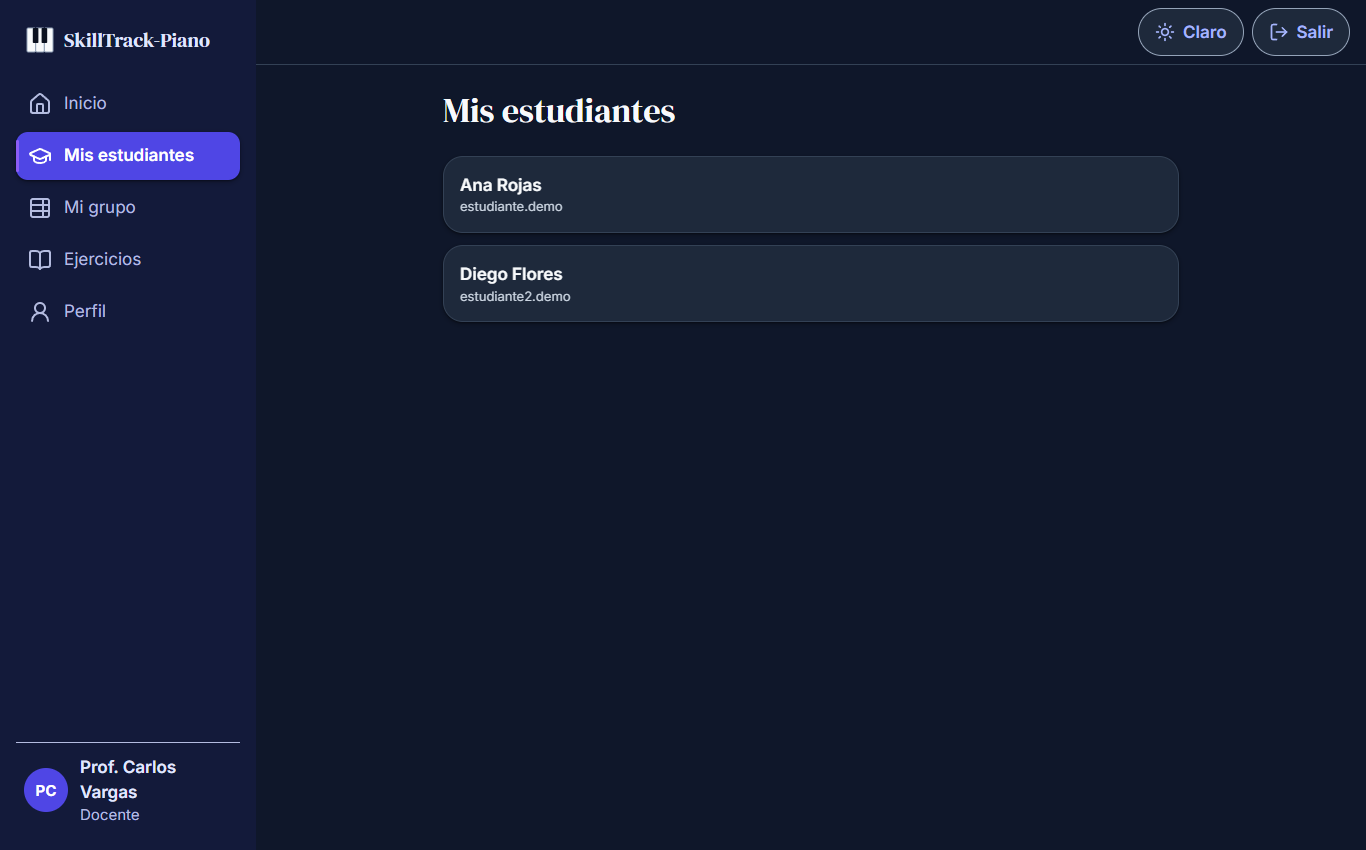 SkillTrack-Piano
Inicio
Mis estudiantes
Mi grupo
Ejercicios
Perfil
PC
Prof. Carlos
Vargas
Docente
Claro
Salir
Mis estudiantes
Ana Rojas
estudiante.demo
Diego Flores
estudiante2.demo